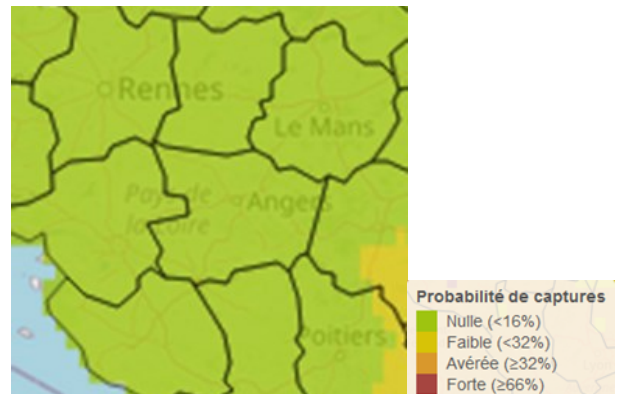 Rennes
Le Mans
Pays de
la Loire
Angers
Poitiers
Probabilité de captures
Nulle (<16%)
Faible (<32%)
Avérée (≥32%)
Forte (≥66%)